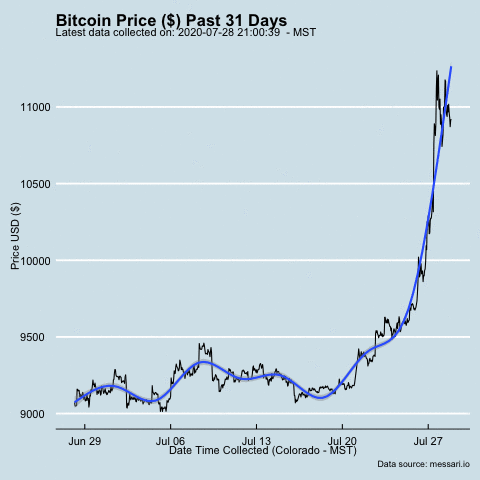 Bitcoin Price ($) Past 31 Days
Latest data collected on: 2020-07-28 21:00:39  - MST
Price USD ($)
11000
10500
10000
9500
9000
Jun 29 Jul 06 Jul 13 Jul 20 Jul 27
Date Time Collected (Colorado - MST)
Data source: messari.io